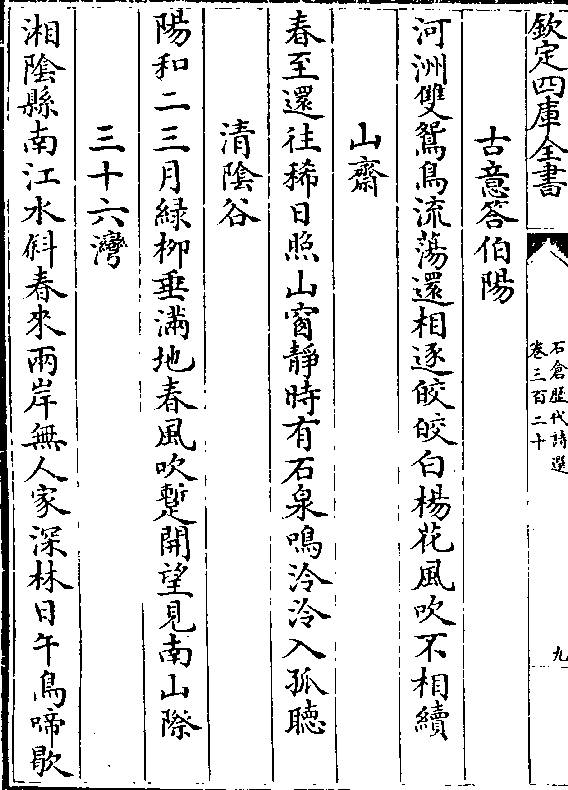 欽定四庫全書
石倉歷代詩選
卷三百二十
九
古意答伯陽
河洲雙鴛鳥流蕩還相逐皎皎白楊花風吹不相續
山齋
春至還往稀日照山窗靜時有石泉鳴泠泠入孤聽
清陰谷
陽和二三月緑柳垂滿地春風吹蹔開望見南山際
三十六灣
湘隂縣南江水斜春來兩岸無人家深林日午鳥啼歇